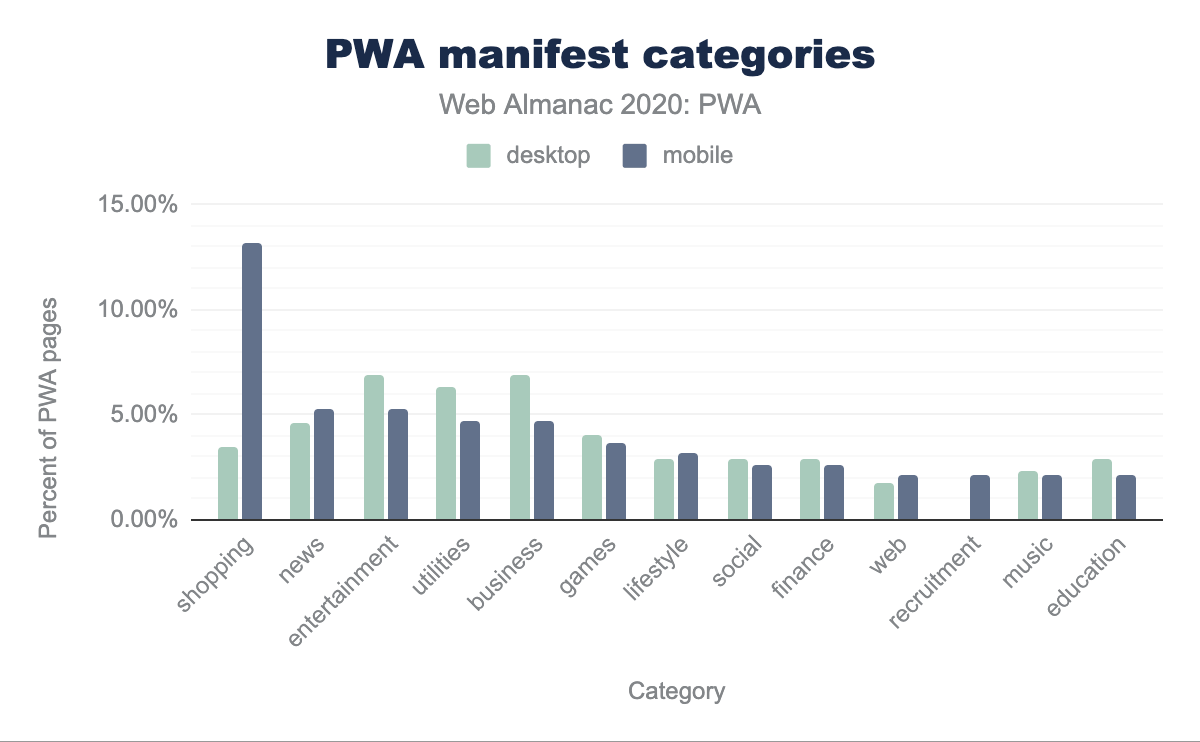 PWA manifest categories
Web Almanac 2020: PWA
desktop
mobile
15.00%
10.00%
5.00%
0.00%
Percent of PWA pages
shopping
news
entertainment
utilities
business
games
lifestyle
social
finance
web
recruitment
music
education
Category